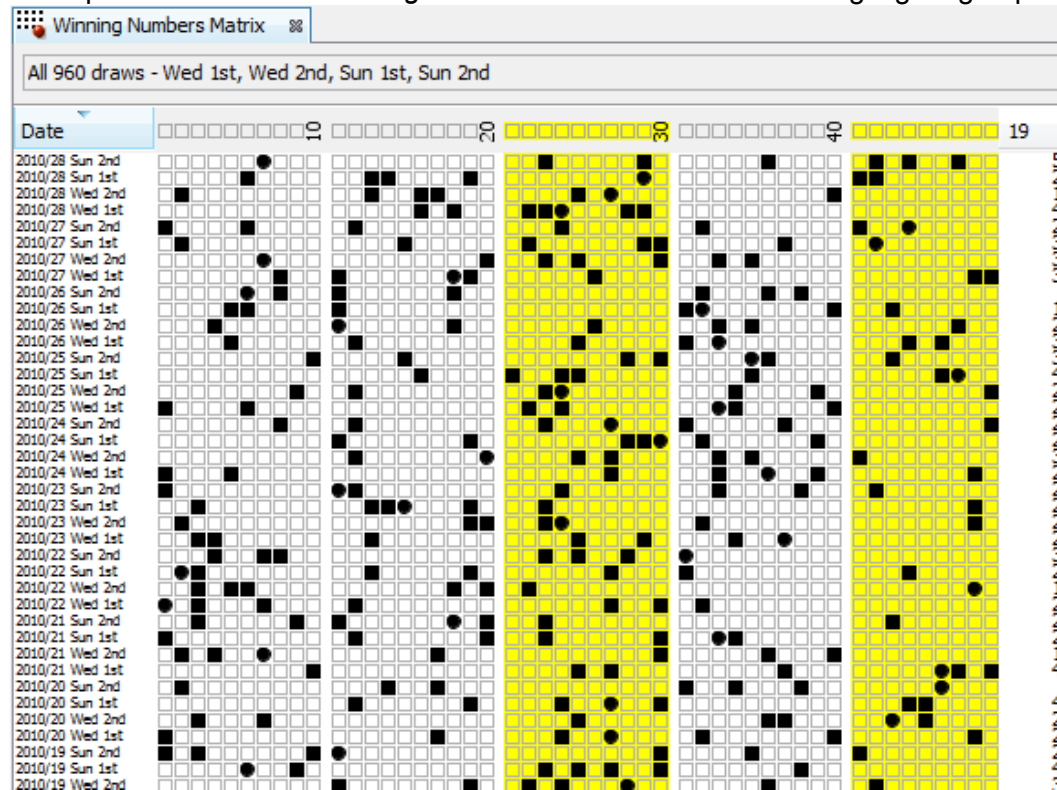 Winning Numbers Matrix
All 960 draws - Wed 1st, Wed 2nd, Sun 1st, Sun 2nd
Date 10 20 30 40 19
2010/28 Sun 2nd
2010/28 Sun 1st
2010/28 Wed 2nd
2010/28 Wed 1st
2010/27 Sun 2nd
2010/27 Sun 1st
2010/27 Wed 2nd
2010/27 Wed 1st
2010/26 Sun 2nd
2010/26 Sun 1st
2010/26 Wed 2nd
2010/26 Wed 1st
2010/25 Sun 2nd
2010/25 Sun 1st
2010/25 Wed 2nd
2010/25 Wed 1st
2010/24 Sun 2nd
2010/24 Sun 1st
2010/24 Wed 2nd
2010/24 Wed 1st
2010/23 Sun 2nd
2010/23 Sun 1st
2010/23 Wed 2nd
2010/23 Wed 1st
2010/22 Sun 2nd
2010/22 Sun 1st
2010/22 Wed 2nd
2010/22 Wed 1st
2010/21 Sun 2nd
2010/21 Sun 1st
2010/21 Wed 2nd
2010/21 Wed 1st
2010/20 Sun 2nd
2010/20 Sun 1st
2010/20 Wed 2nd
2010/20 Wed 1st
2010/19 Sun 2nd
2010/19 Sun 1st
2010/19 Wed 2nd